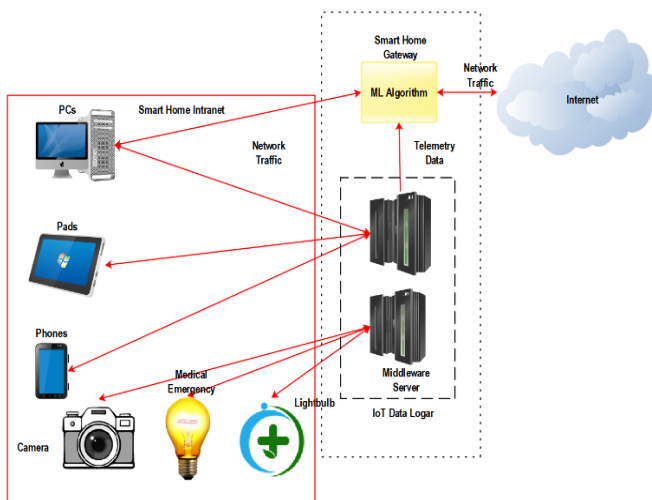 Smart Home
Gateway
ML Algorithm
Network
Traffic
Internet
PCs
Smart Home Intranet
Network
Traffic
Telemetry
Data
Pads
Phones
Medical
Emergency
Lightbulb
Camera
Middleware
Server
IoT Data Logar